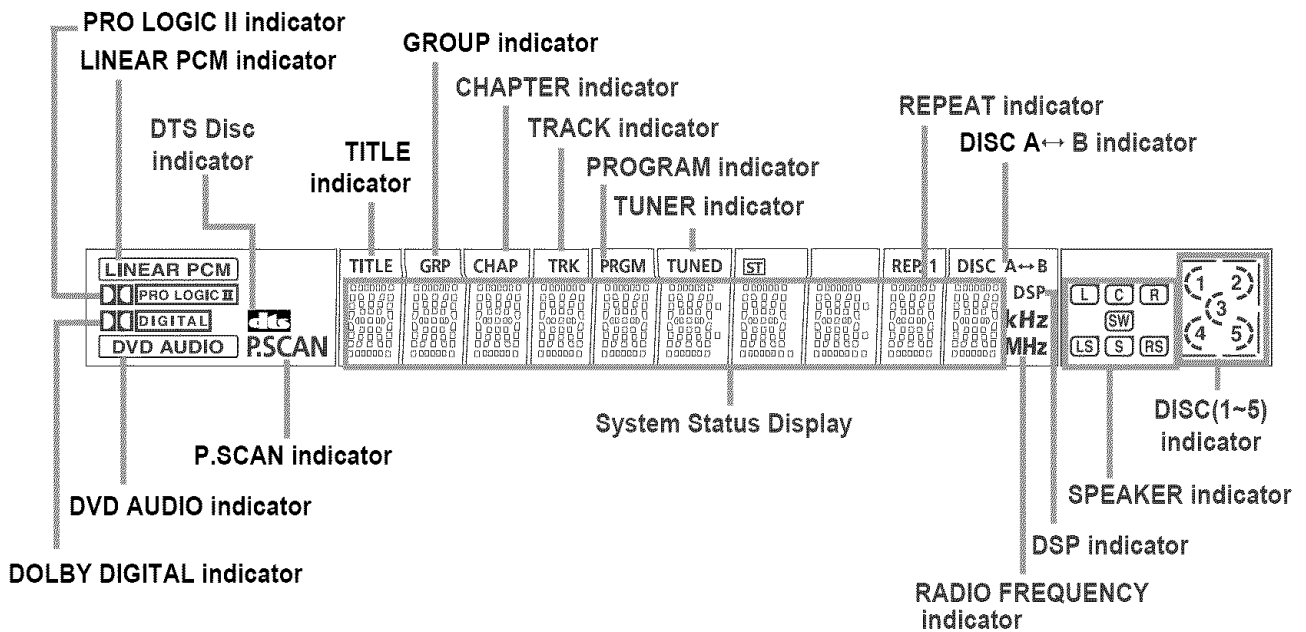 PRO LOGIC II indicator
LINEAR PCM indicator
GROUP indicator
CHAPTER indicator
REPEAT indicator
DTS Disc
indicator
TITLE
indicator
TRACK indicator
DISC A↔ B indicator
PROGRAM indicator
TUNER indicator
LINEAR PCM
PRO LOGIC II
DIGITAL
dts
DVD AUDIO
P.SCAN
TITLE GRP CHAP TRK PRGM TUNED ST REP. 1 DISC A↔B
DSP
kHz
MHz
L C R
SW
LS S RS
1 2
3
4 5
System Status Display
DISC(1~5)
indicator
P.SCAN indicator
SPEAKER indicator
DVD AUDIO indicator
DSP indicator
DOLBY DIGITAL indicator
RADIO FREQUENCY
indicator